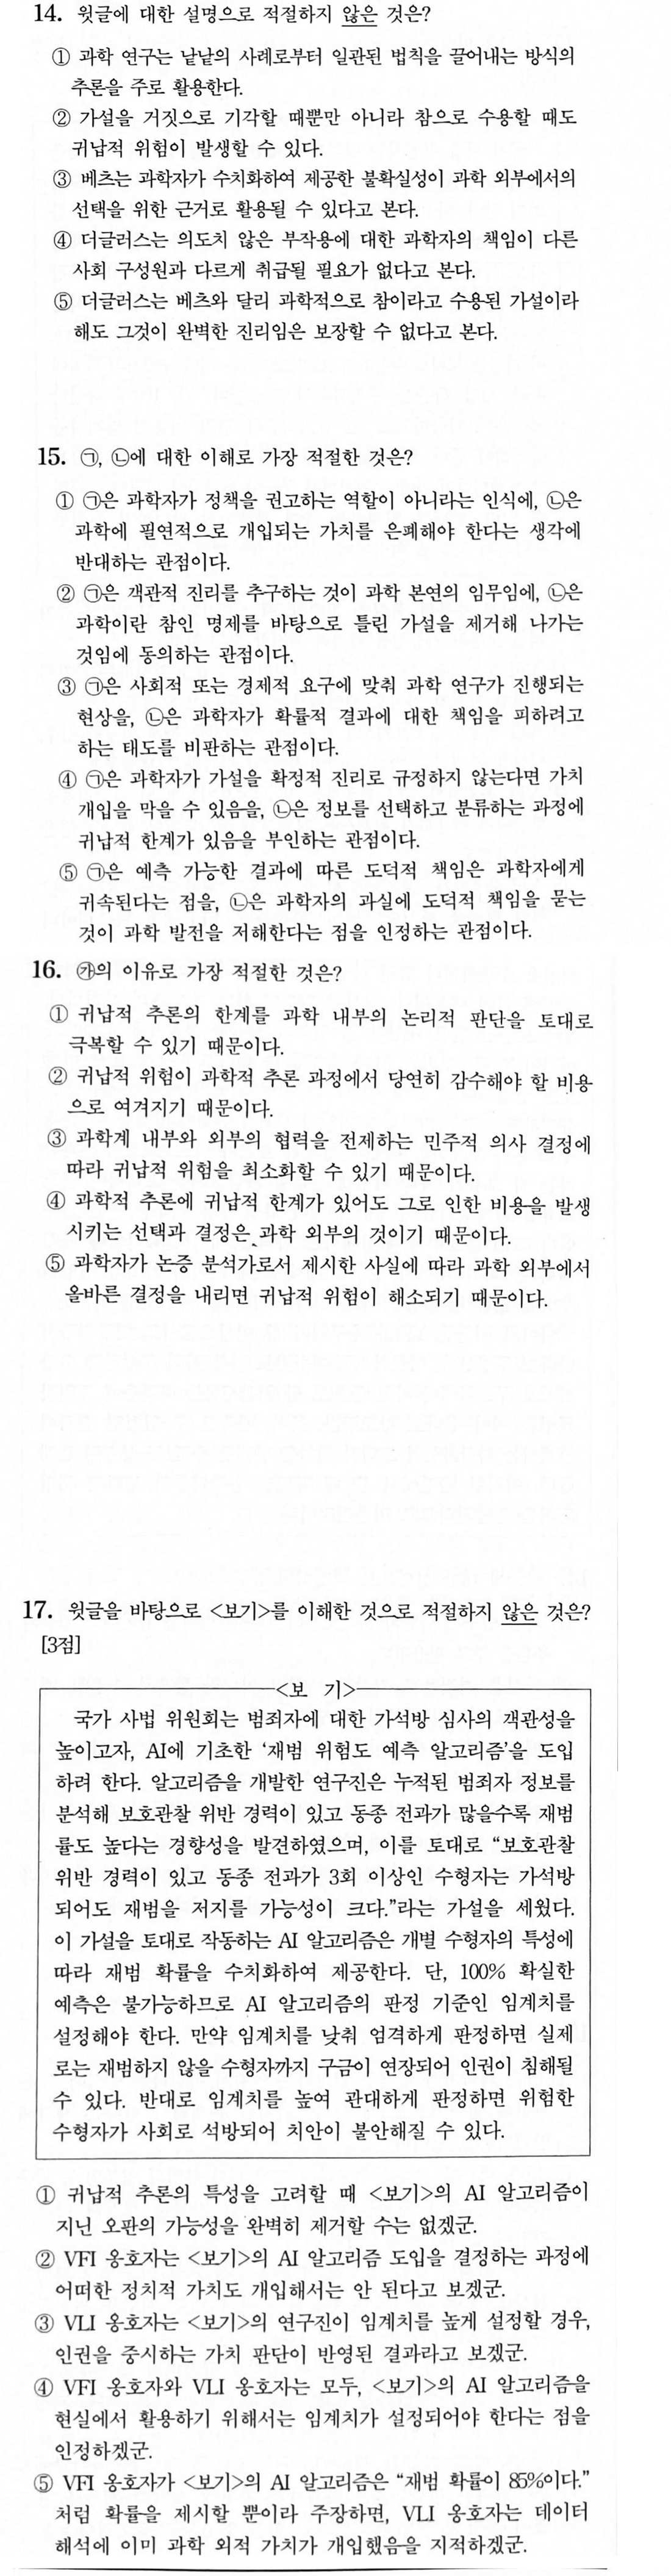 14. 윗글에 대한 설명으로 적절하지 않은 것은?
① 과학 연구는 낱낱의 사례로부터 일관된 법칙을 끌어내는 방식의
추론을 주로 활용한다.
② 가설을 거짓으로 기각할 때뿐만 아니라 참으로 수용할 때도
귀납적 위험이 발생할 수 있다.
③ 베츠는 과학자가 수치화하여 제공한 불확실성이 과학 외부에서의
선택을 위한 근거로 활용될 수 있다고 본다.
④ 더글러스는 의도치 않은 부작용에 대한 과학자의 책임이 다른
사회 구성원과 다르게 취급될 필요가 없다고 본다.
⑤ 더글러스는 베츠와 달리 과학적으로 참이라고 수용된 가설이라
해도 그것이 완벽한 진리임은 보장할 수 없다고 본다.
15. ㉠, ㉡에 대한 이해로 가장 적절한 것은?
① ㉠은 과학자가 정책을 권고하는 역할이 아니라는 인식에, ㉡은
과학에 필연적으로 개입되는 가치를 은폐해야 한다는 생각에
반대하는 관점이다.
② ㉠은 객관적 진리를 추구하는 것이 과학 본연의 임무임에, ㉡은
과학이란 참인 명제를 바탕으로 틀린 가설을 제거해 나가는
것임에 동의하는 관점이다.
③ ㉠은 사회적 또는 경제적 요구에 맞춰 과학 연구가 진행되는
현상을, ㉡은 과학자가 확률적 결과에 대한 책임을 피하려고
하는 태도를 비판하는 관점이다.
④ ㉠은 과학자가 가설을 확정적 진리로 규정하지 않는다면 가치
개입을 막을 수 있음을, ㉡은 정보를 선택하고 분류하는 과정에
귀납적 한계가 있음을 부인하는 관점이다.
⑤ ㉠은 예측 가능한 결과에 따른 도덕적 책임은 과학자에게
귀속된다는 점을, ㉡은 과학자의 과실에 도덕적 책임을 묻는
것이 과학 발전을 저해한다는 점을 인정하는 관점이다.
16. ㉮의 이유로 가장 적절한 것은?
① 귀납적 추론의 한계를 과학 내부의 논리적 판단을 토대로
극복할 수 있기 때문이다.
② 귀납적 위험이 과학적 추론 과정에서 당연히 감수해야 할 비용
으로 여겨지기 때문이다.
③ 과학계 내부와 외부의 협력을 전제하는 민주적 의사 결정에
따라 귀납적 위험을 최소화할 수 있기 때문이다.
④ 과학적 추론에 귀납적 한계가 있어도 그로 인한 비용을 발생
시키는 선택과 결정은 과학 외부의 것이기 때문이다.
⑤ 과학자가 논증 분석가로서 제시한 사실에 따라 과학 외부에서
올바른 결정을 내리면 귀납적 위험이 해소되기 때문이다.
17. 윗글을 바탕으로 <보기>를 이해한 것으로 적절하지 않은 것은?
[3점]
<보 기>
국가 사법 위원회는 범죄자에 대한 가석방 심사의 객관성을
높이고자, AI에 기초한 ‘재범 위험도 예측 알고리즘’을 도입
하려 한다. 알고리즘을 개발한 연구진은 누적된 범죄자 정보를
분석해 보호관찰 위반 경력이 있고 동종 전과가 많을수록 재범
률도 높다는 경향성을 발견하였으며, 이를 토대로 “보호관찰
위반 경력이 있고 동종 전과가 3회 이상인 수형자는 가석방
되어도 재범을 저지를 가능성이 크다.”라는 가설을 세웠다.
이 가설을 토대로 작동하는 AI 알고리즘은 개별 수형자의 특성에
따라 재범 확률을 수치화하여 제공한다. 단, 100% 확실한
예측은 불가능하므로 AI 알고리즘의 판정 기준인 임계치를
설정해야 한다. 만약 임계치를 낮춰 엄격하게 판정하면 실제
로는 재범하지 않을 수형자까지 구금이 연장되어 인권이 침해될
수 있다. 반대로 임계치를 높여 관대하게 판정하면 위험한
수형자가 사회로 석방되어 치안이 불안해질 수 있다.
① 귀납적 추론의 특성을 고려할 때 <보기>의 AI 알고리즘이
지닌 오판의 가능성을 완벽히 제거할 수는 없겠군.
② VFI 옹호자는 <보기>의 AI 알고리즘 도입을 결정하는 과정에
어떠한 정치적 가치도 개입해서는 안 된다고 보겠군.
③ VLI 옹호자는 <보기>의 연구진이 임계치를 높게 설정할 경우,
인권을 중시하는 가치 판단이 반영된 결과라고 보겠군.
④ VFI 옹호자와 VLI 옹호자는 모두, <보기>의 AI 알고리즘을
현실에서 활용하기 위해서는 임계치가 설정되어야 한다는 점을
인정하겠군.
⑤ VFI 옹호자가 <보기>의 AI 알고리즘은 “재범 확률이 85%이다.”
처럼 확률을 제시할 뿐이라 주장하면, VLI 옹호자는 데이터
해석에 이미 과학 외적 가치가 개입했음을 지적하겠군.